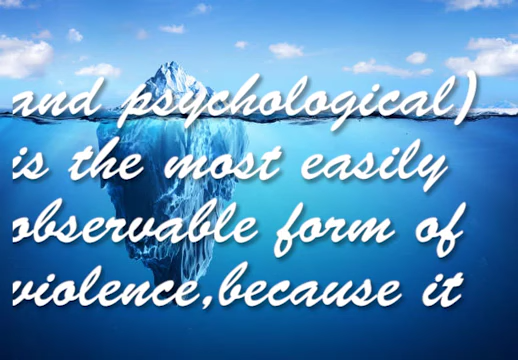 and psychological)
is the most easily
observable form of
violence,because it